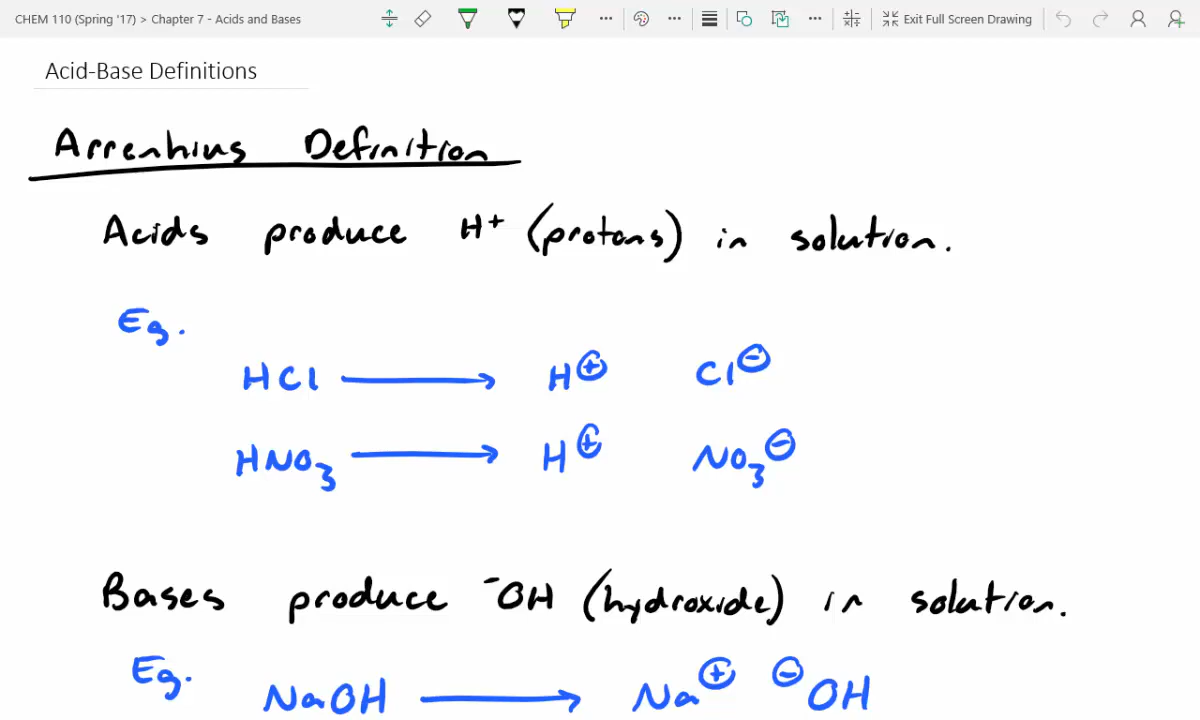 CHEM 110 (Spring '17) > Chapter 7 - Acids and Bases Exit Full Screen Drawing
Acid-Base Definitions
Arrenhius Definition
Acids produce H⁺ (protons) in solution.
Eg.
HCl ⟶ H⊕ Cl⊖
HNO₃ ⟶ H⊕ NO₃⊖
Bases produce ⁻OH (hydroxide) in solution.
Eg.
NaOH ⟶ Na⊕ ⊖OH